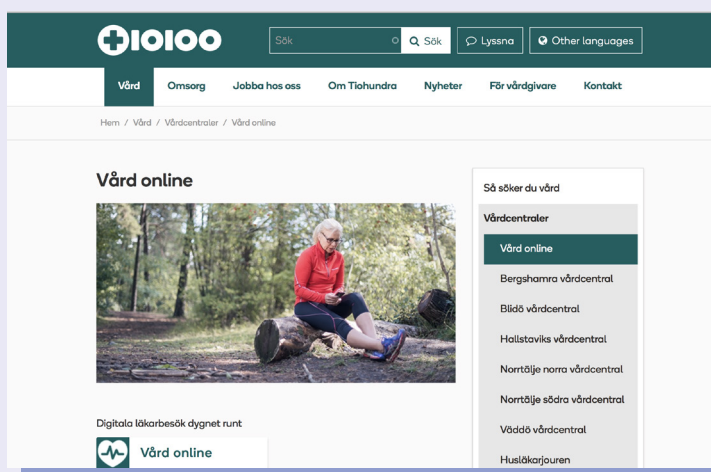 10100
Sök
Sök
Lyssna
Other languages
Vård
Omsorg
Jobba hos oss
Om Tiohundra
Nyheter
För vårdgivare
Kontakt
Hem / Vård / Vårdcentraler / Vård online
Vård online
Digitala läkarbesök dygnet runt
Vård online
Så söker du vård
Vårdcentraler
Vård online
Bergshamra vårdcentral
Blidö vårdcentral
Hallstaviks vårdcentral
Norrtälje norra vårdcentral
Norrtälje södra vårdcentral
Väddö vårdcentral
Husläkarjouren